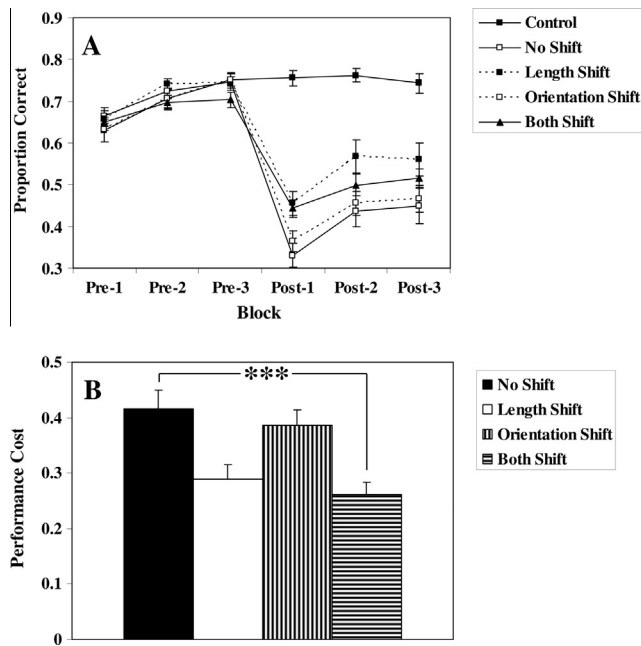 A
0.9
0.8
0.7
0.6
0.5
0.4
0.3
Proportion Correct
Pre-1 Pre-2 Pre-3 Post-1 Post-2 Post-3
Block
Control
No Shift
Length Shift
Orientation Shift
Both Shift
B
0.5
0.4
0.3
0.2
0.1
0
Performance Cost
***
No Shift
Length Shift
Orientation Shift
Both Shift